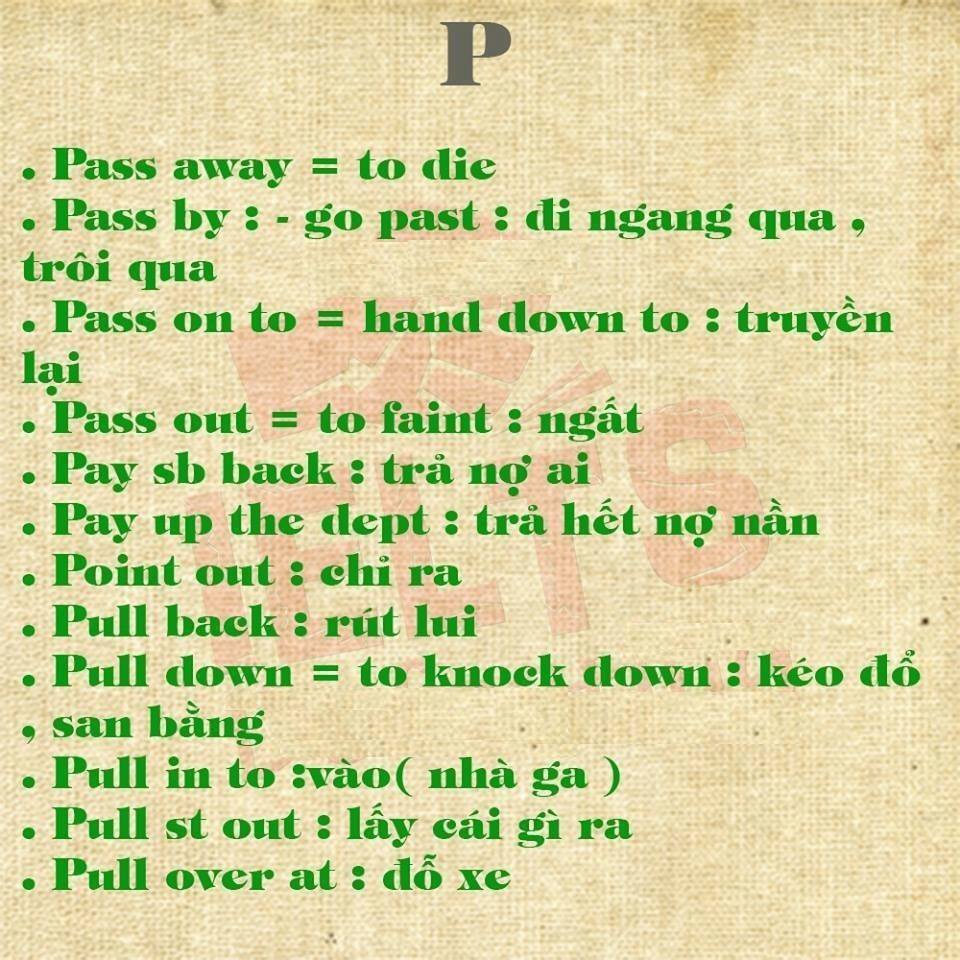 P
. Pass away = to die
. Pass by : - go past : đi ngang qua ,
trôi qua
. Pass on to = hand down to : truyền
lại
. Pass out = to faint : ngất
. Pay sb back : trả nợ ai
. Pay up the dept : trả hết nợ nần
. Point out : chỉ ra
. Pull back : rút lui
. Pull down = to knock down : kéo đổ
, san bằng
. Pull in to :vào( nhà ga )
. Pull st out : lấy cái gì ra
. Pull over at : đỗ xe
IELTS